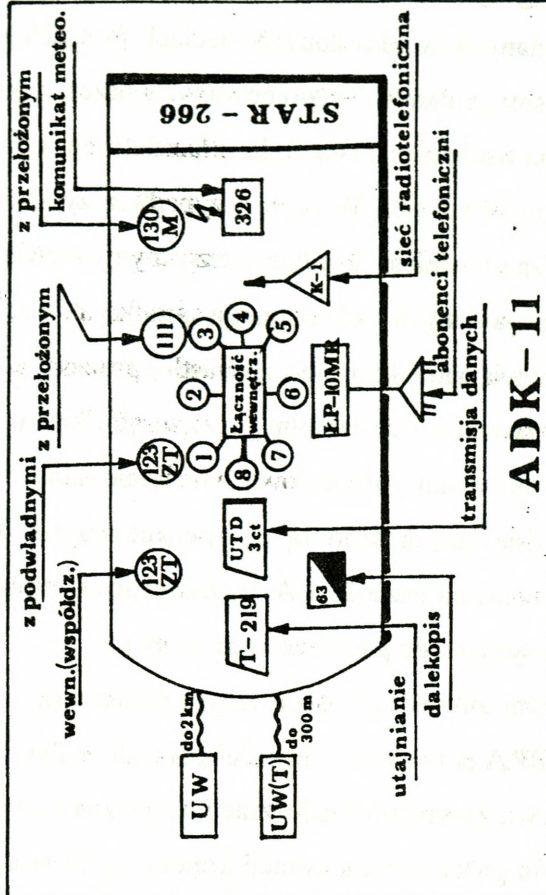 z przełożonym
komunikat meteo.
z przełożonym
z podwładnymi
wewn.(współdz.)
123
ZT
123
ZT
111
130
M
326
STAR - 266
1
2
3
4
5
6
7
8
Łączność
wewnętrz.
K-1
ŁP-10MR
UTD
3ct
T-219
63
UW
do 2 km
UW(T)
do
300 m
utajnianie
dalekopis
transmisja danych
abonenci telefoniczni
sieć radiotelefoniczna
ADK-11